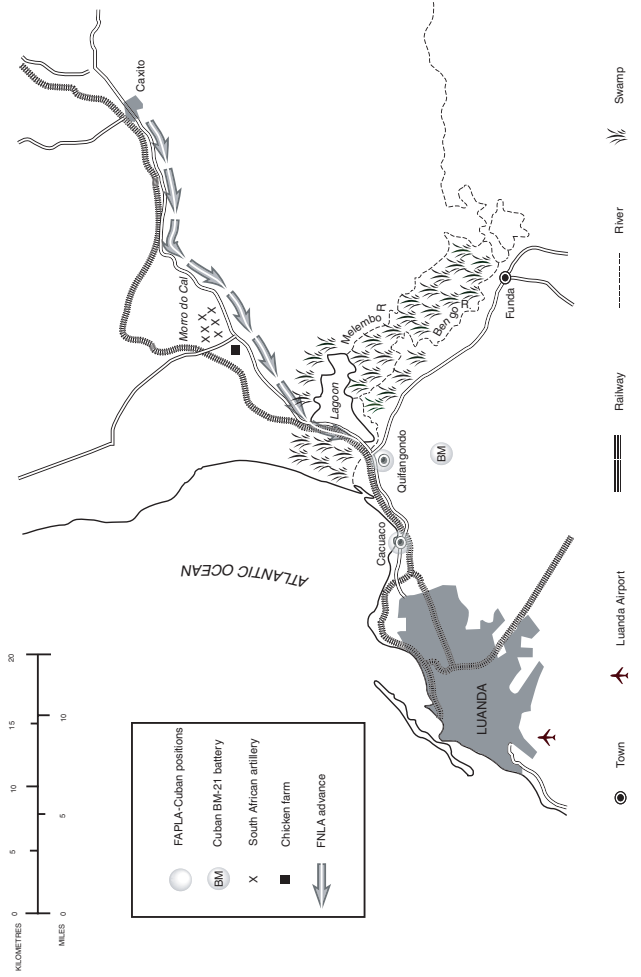 KILOMETRES
0 5 10 15 20
MILES
0 5 10
FAPLA-Cuban positions
BM
Cuban BM-21 battery
X
South African artillery
Chicken farm
FNLA advance
Caxito
Morro do Cal
X X X
X X X X
Melembo R
Lagoon
Bengo R
Funda
Quifangondo
BM
Cacuaco
ATLANTIC OCEAN
LUANDA
Town
Luanda Airport
Railway
River
Swamp